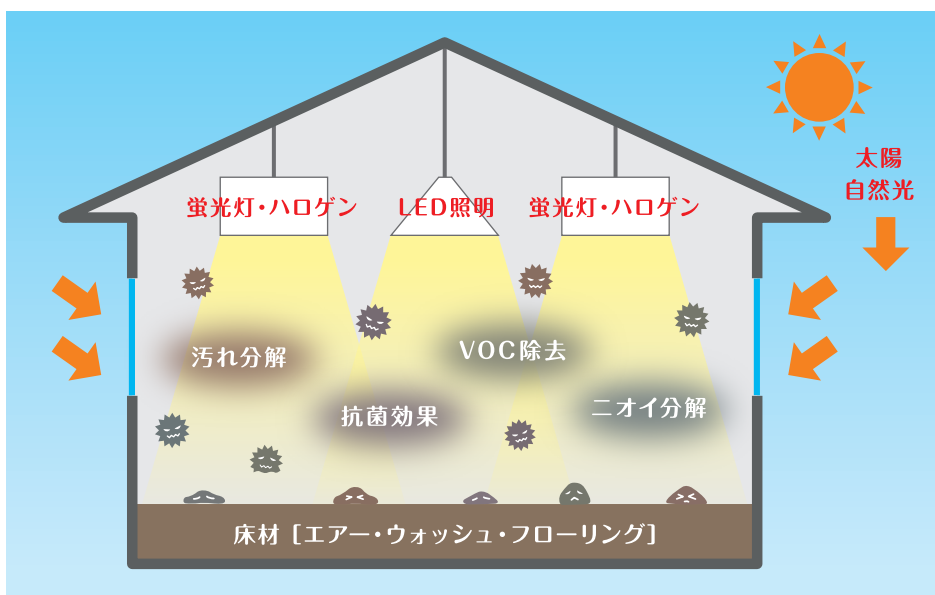 太陽
自然光
蛍光灯・ハロゲン
LED照明
蛍光灯・ハロゲン
汚れ分解
VOC除去
抗菌効果
ニオイ分解
床材［エアー・ウォッシュ・フローリング］